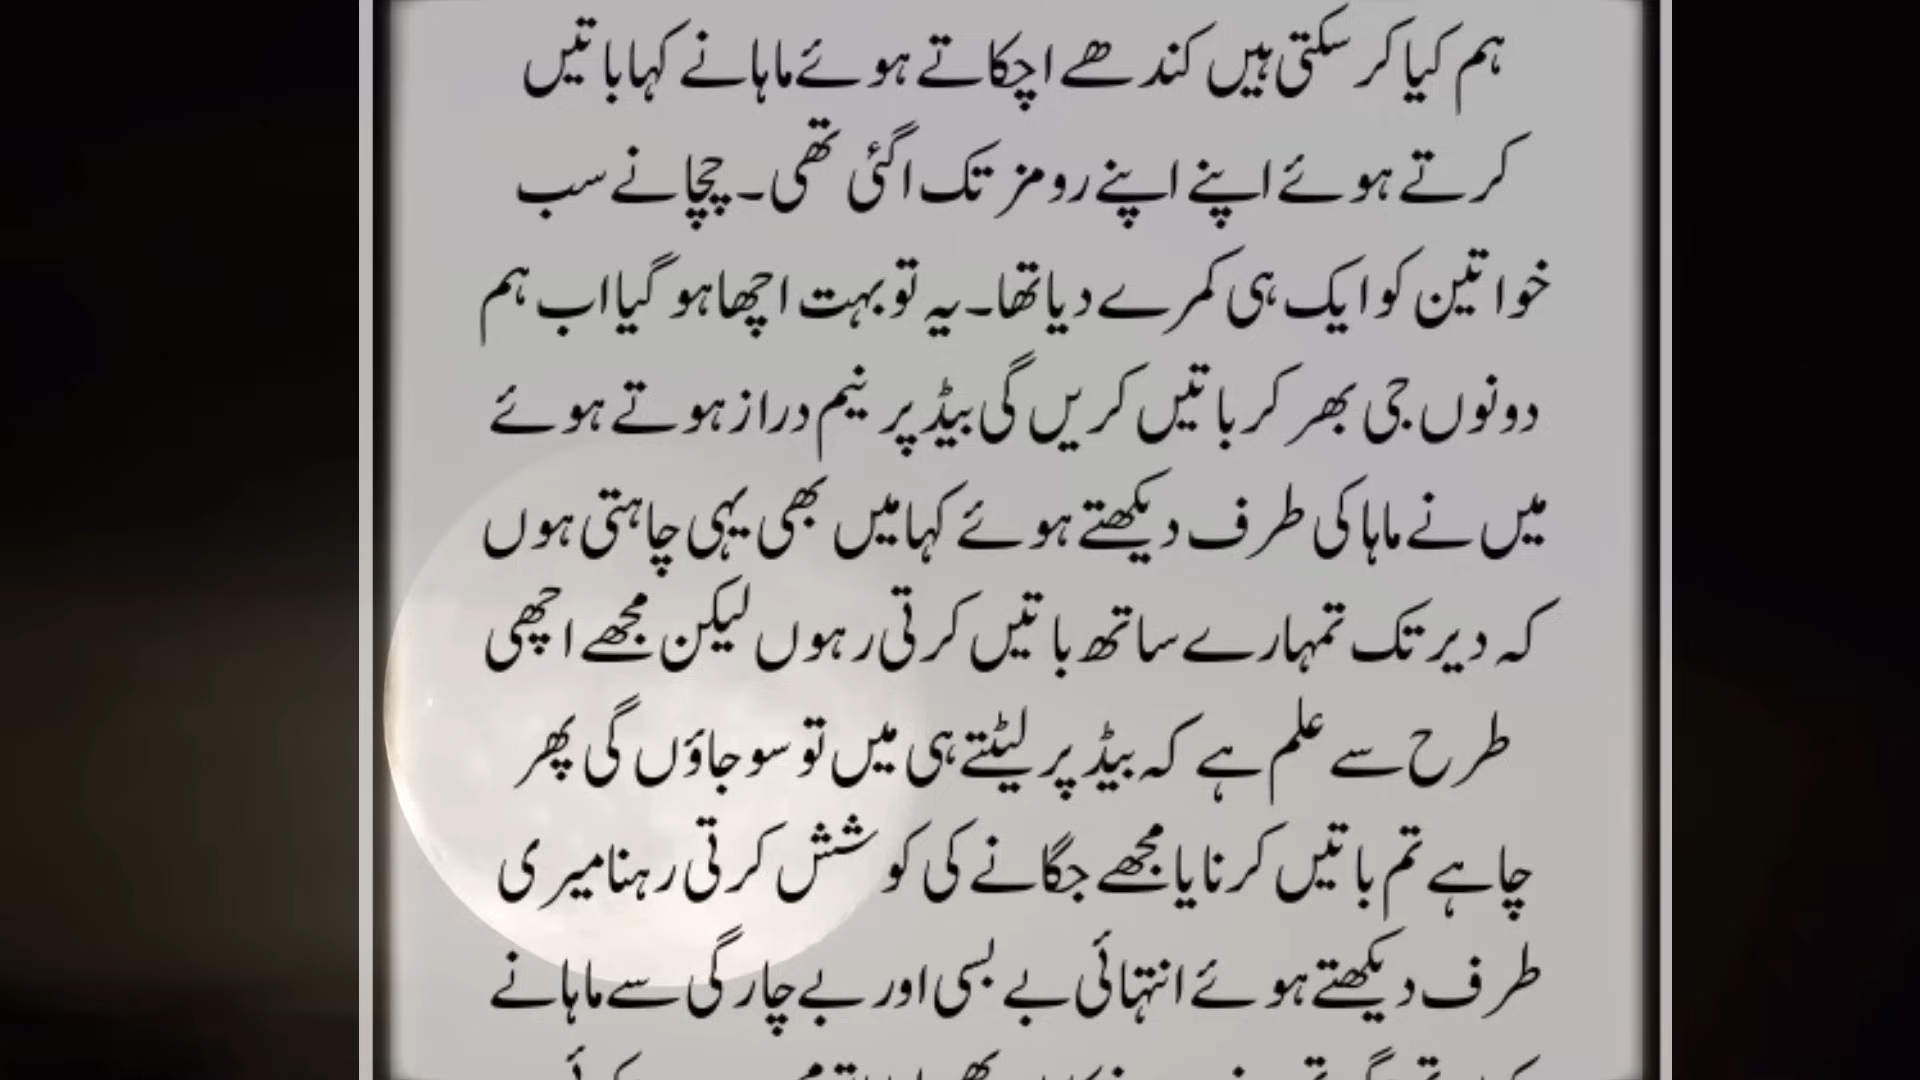 ہم کیا کر سکتی ہیں کندھے اچکاتے ہوئے ماہا نے کہا باتیں
کرتے ہوئے اپنے اپنے رومز تک اگئی تھی۔ چچا نے سب
خواتین کو ایک ہی کمرے دیا تھا۔ یہ تو بہت اچھا ہو گیا اب ہم
دونوں جی بھر کر باتیں کریں گی بیڈ پر نیم دراز ہوتے ہوئے
میں نے ماہا کی طرف دیکھتے ہوئے کہا میں بھی یہی چاہتی ہوں
کہ دیر تک تمہارے ساتھ باتیں کرتی رہوں لیکن مجھے اچھی
طرح سے علم ہے کہ بیڈ پر لیٹتے ہی میں تو سو جاؤں گی پھر
چاہے تم باتیں کرنا یا مجھے جگانے کی کوشش کرتی رہنا میری
طرف دیکھتے ہوئے انتہائی بے بسی اور بے چارگی سے ماہا نے